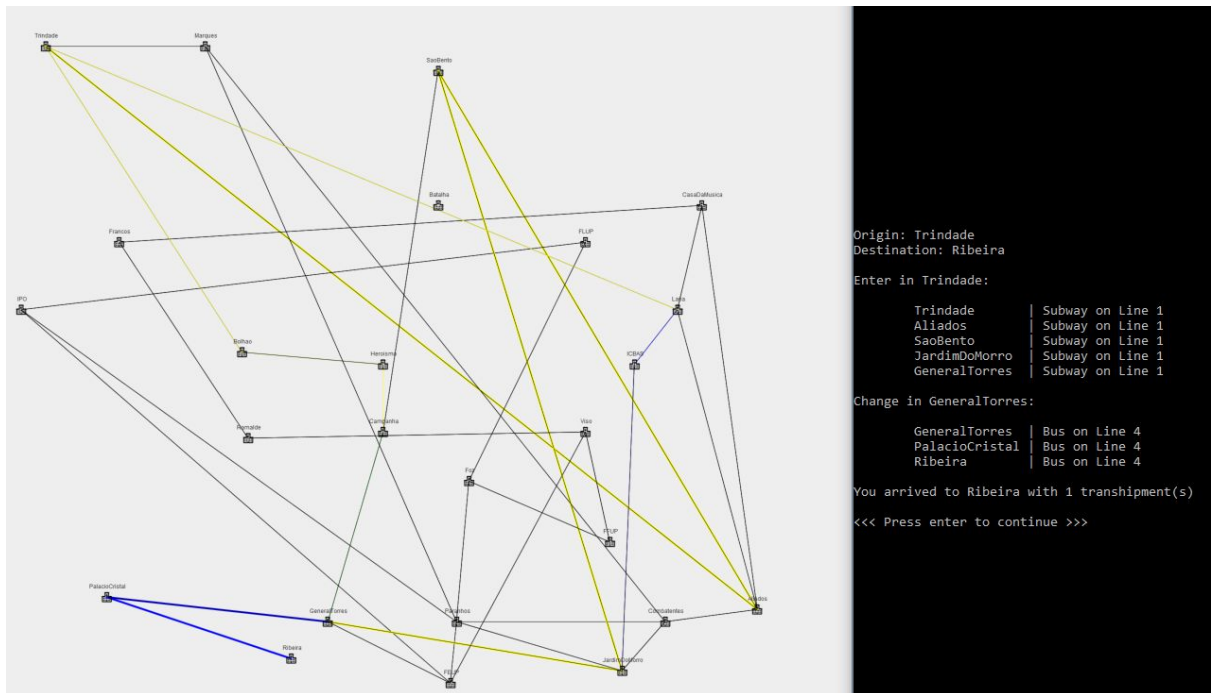 Trindade
Marques
SaoBento
Batalha
CasaDaMusica
Francos
FLUP
IPO
Lapa
Bolhao
Heroismo
ICBAS
Ramalde
Campanha
Viso
FFUP
PalacioCristal
GeneralTorres
Paranhos
Combatentes
Aliados
Ribeira
JardimDoMorro
FEUP
Origin: Trindade
Destination: Ribeira
Enter in Trindade:
Trindade | Subway on Line 1
Aliados | Subway on Line 1
SaoBento | Subway on Line 1
JardimDoMorro | Subway on Line 1
GeneralTorres | Subway on Line 1
Change in GeneralTorres:
GeneralTorres | Bus on Line 4
PalacioCristal | Bus on Line 4
Ribeira | Bus on Line 4
You arrived to Ribeira with 1 transhipment(s)
<<< Press enter to continue >>>